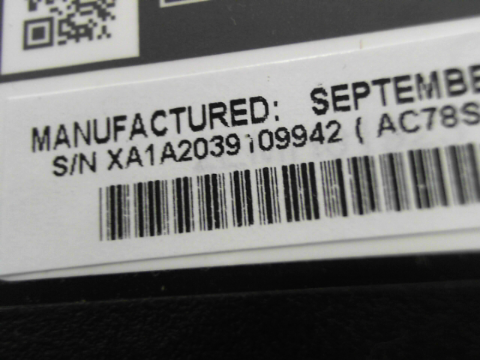 MANUFACTURED: SEPTEMBE
S/N XA1A2039109942 ( AC78S